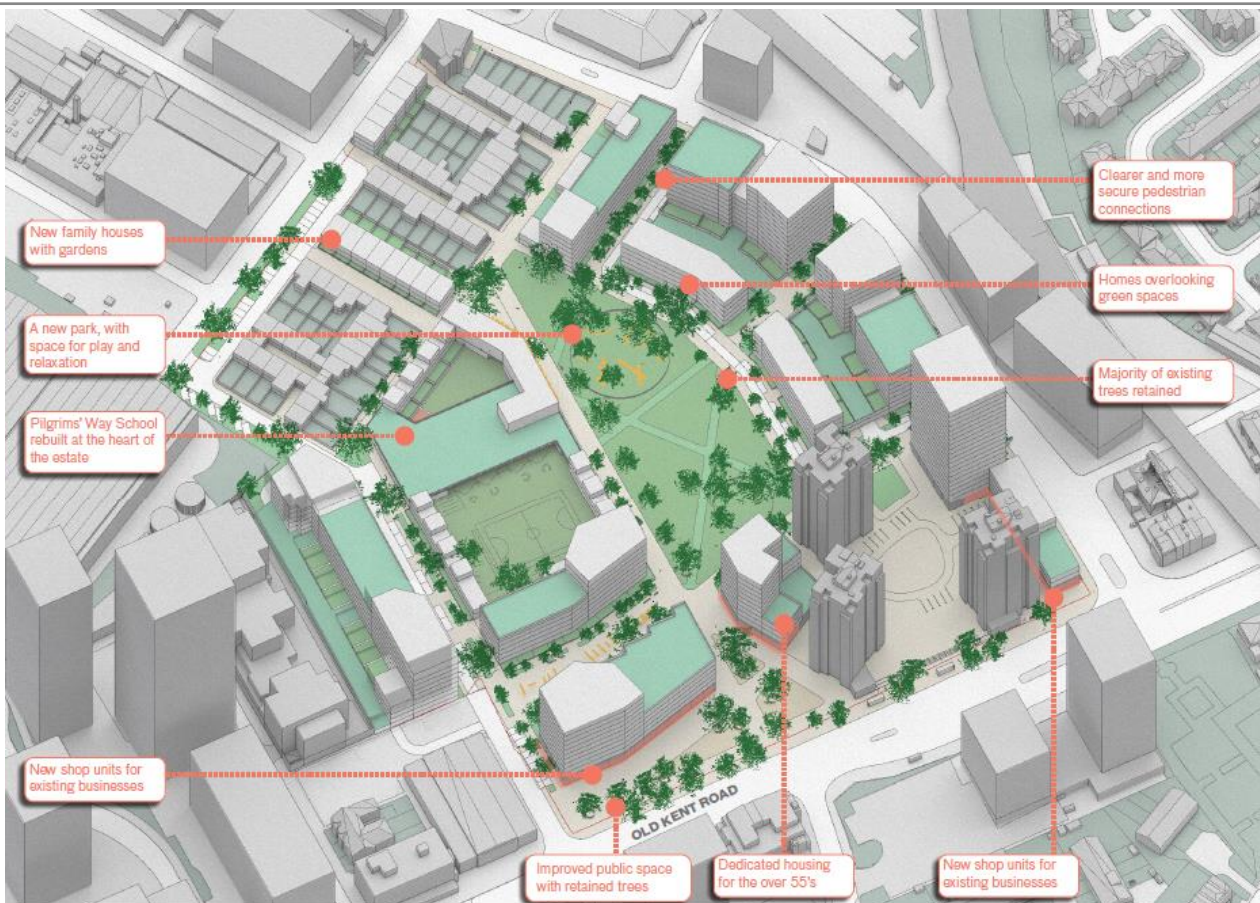 Clearer and more
secure pedestrian
connections
New family houses
with gardens
Homes overlooking
green spaces
A new park, with
space for play and
relaxation
Majority of existing
trees retained
Pilgrims' Way School
rebuilt at the heart of
the estate
New shop units for
existing businesses
OLD KENT ROAD
Improved public space
with retained trees
Dedicated housing
for the over 55's
New shop units for
existing businesses